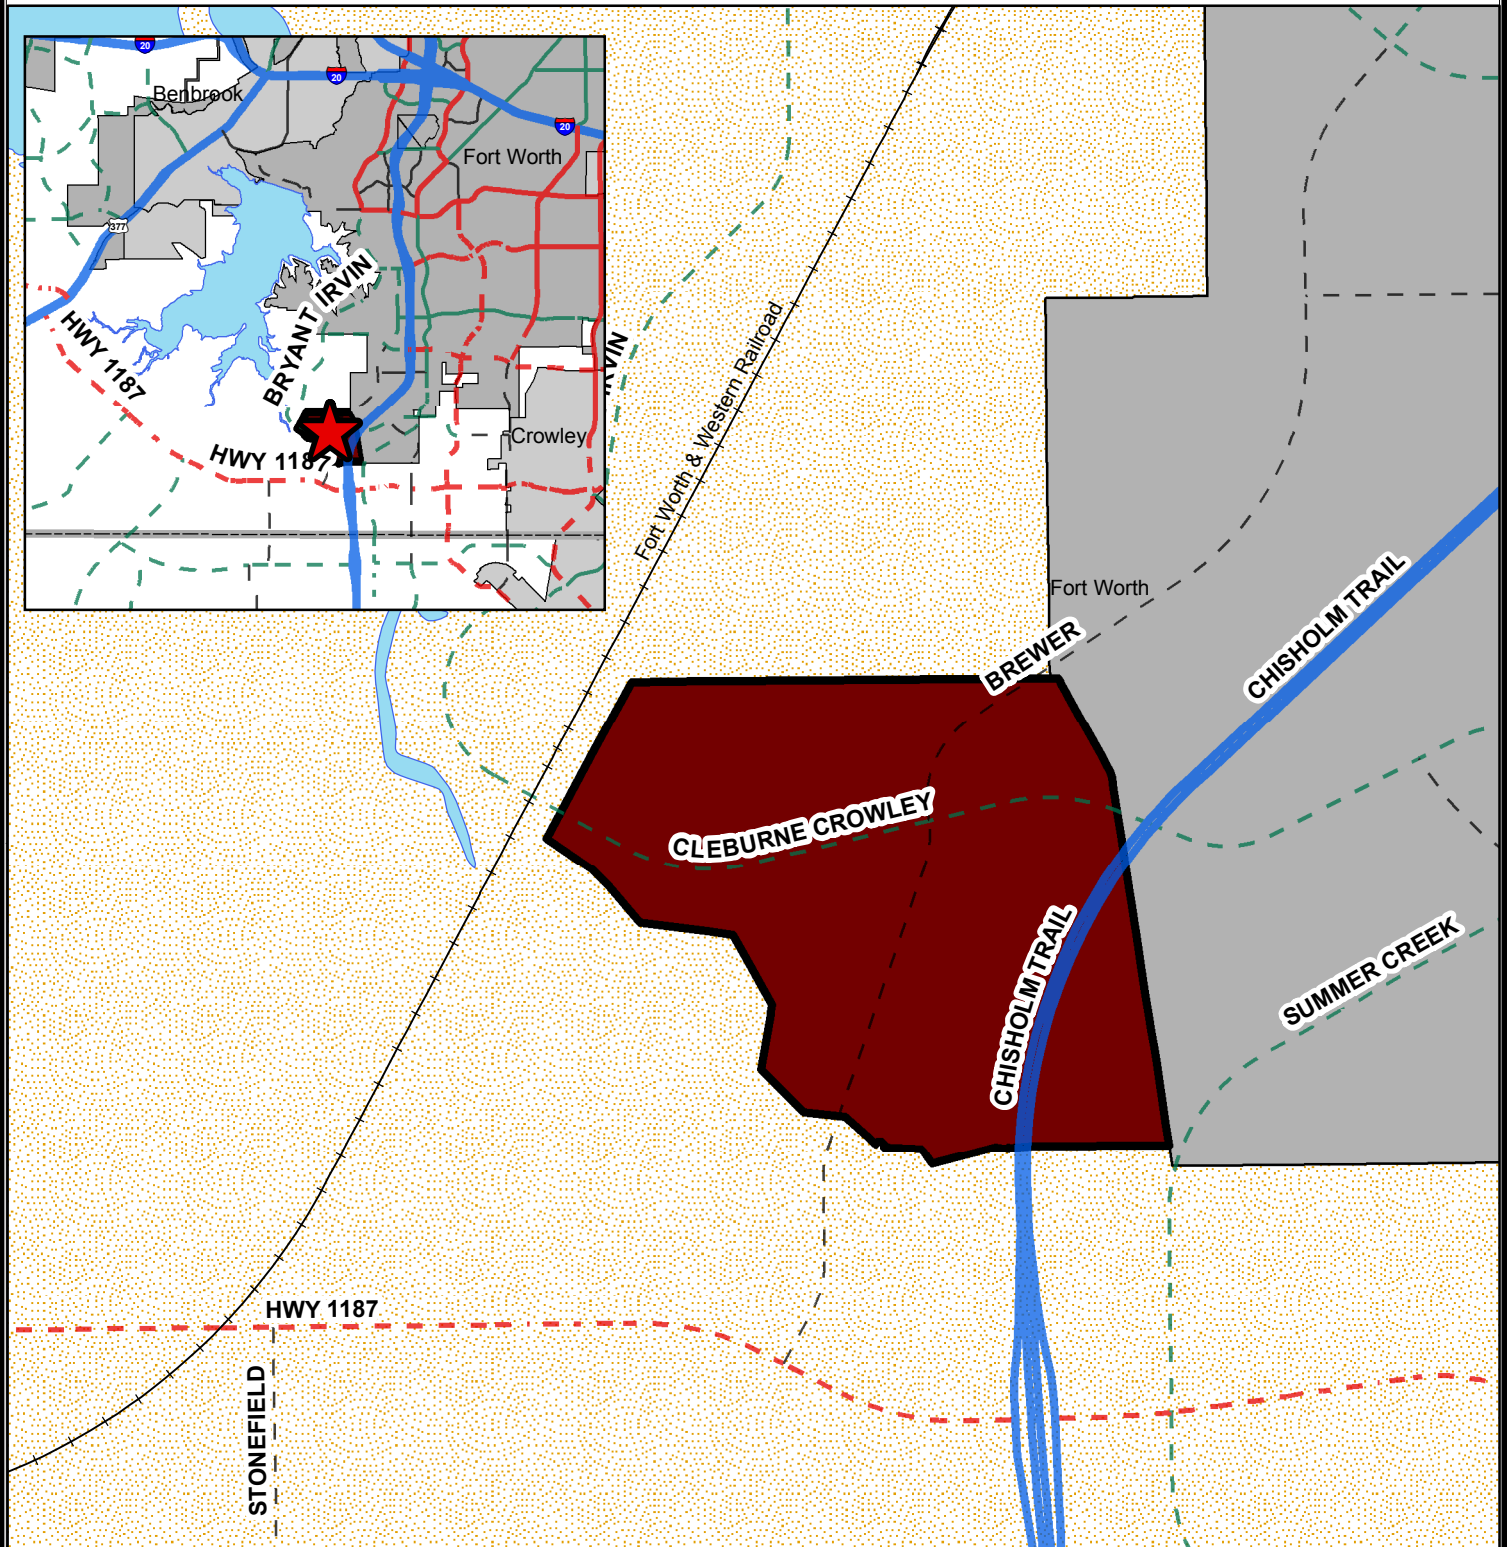 20
20
Benbrook
20
Fort Worth
377
BRYANT IRVIN
HWY 1187
RVIN
Crowley
HWY 1187
Fort Worth & Western Railroad
Fort Worth
CHISHOLM TRAIL
BREWER
CLEBURNE CROWLEY
CHISHOLM TRAIL
SUMMER CREEK
HWY 1187
STONEFIELD